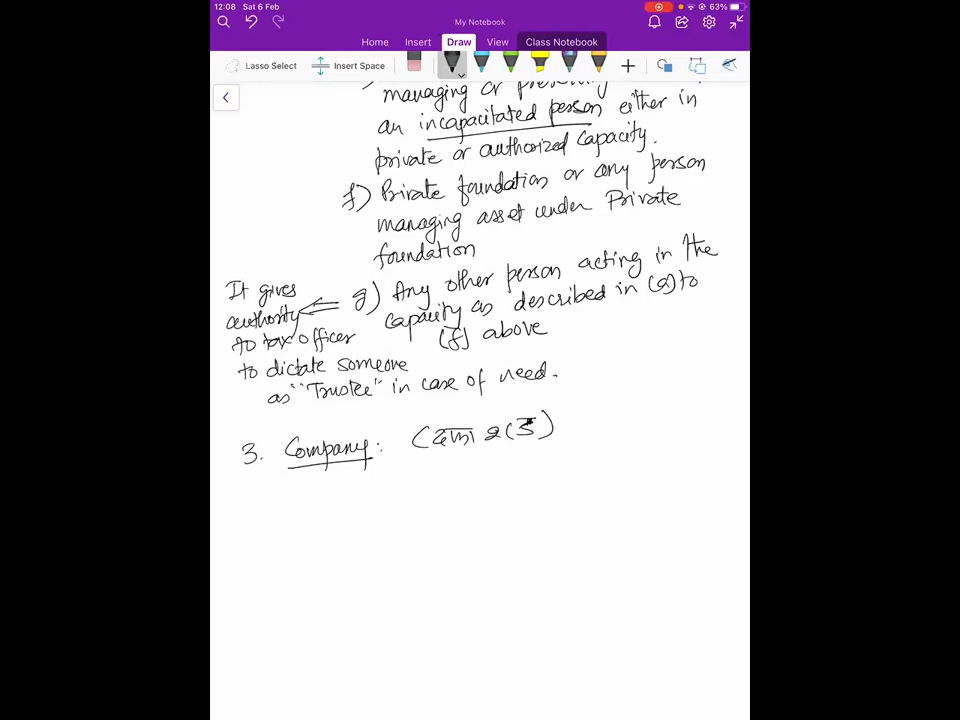 12:08 Sat 6 Feb
63%
My Notebook
Home Insert Draw View Class Notebook
Lasso Select Insert Space
managing or
an incapacitated person either in
private or authorized capacity.
f) Private foundation or any person
managing asset under Private
foundation
g) Any other person acting in the
capacity as described in (a) to
(f) above
It gives
authority
to tax officer
to dictate someone
as "Trustee" in case of need.
3. Company: (दफा 2(